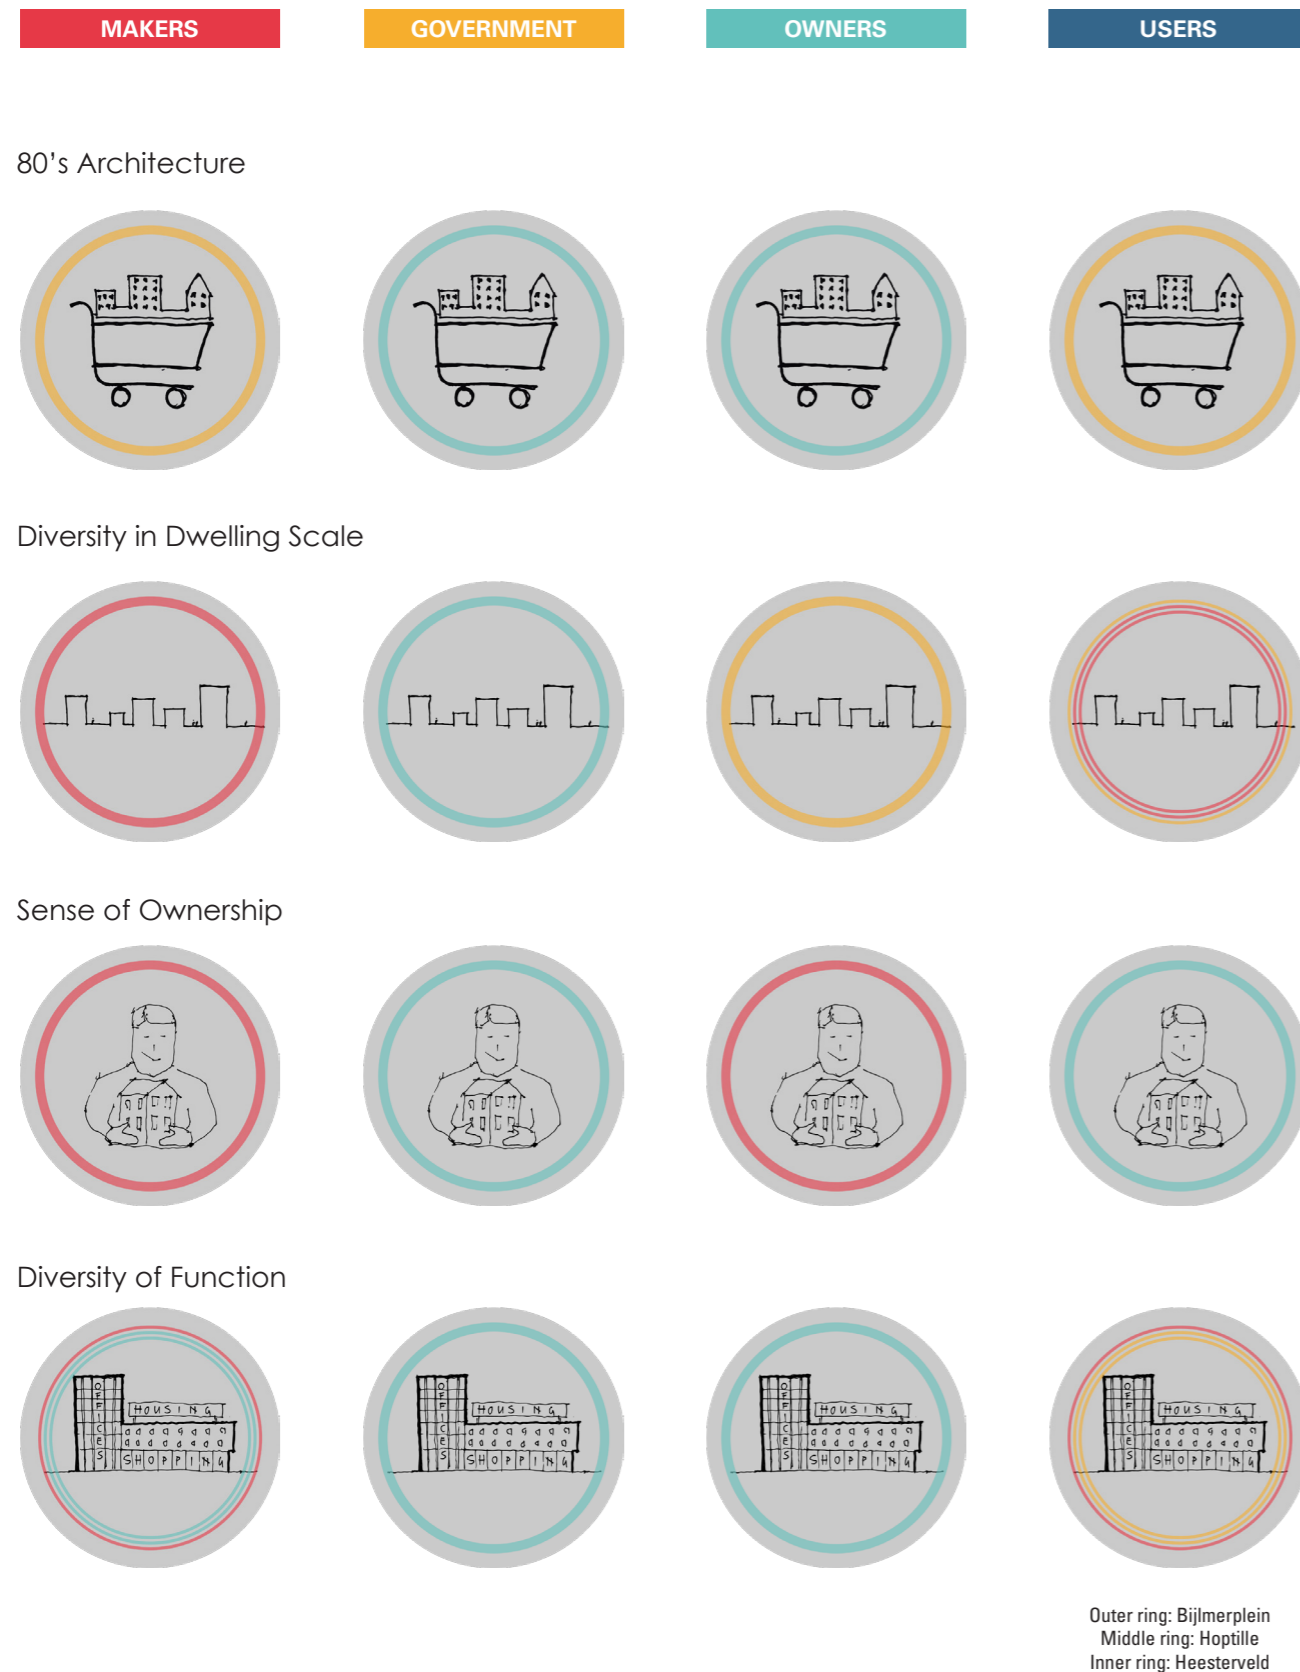 MAKERS GOVERNMENT OWNERS USERS
80's Architecture
Diversity in Dwelling Scale
Sense of Ownership
Diversity of Function
OFFICES HOUSING SHOPPING
OFFICES HOUSING SHOPPING
OFFICES HOUSING SHOPPING
OFFICES HOUSING SHOPPING
Outer ring: Bijlmerplein
Middle ring: Hoptille
Inner ring: Heesterveld